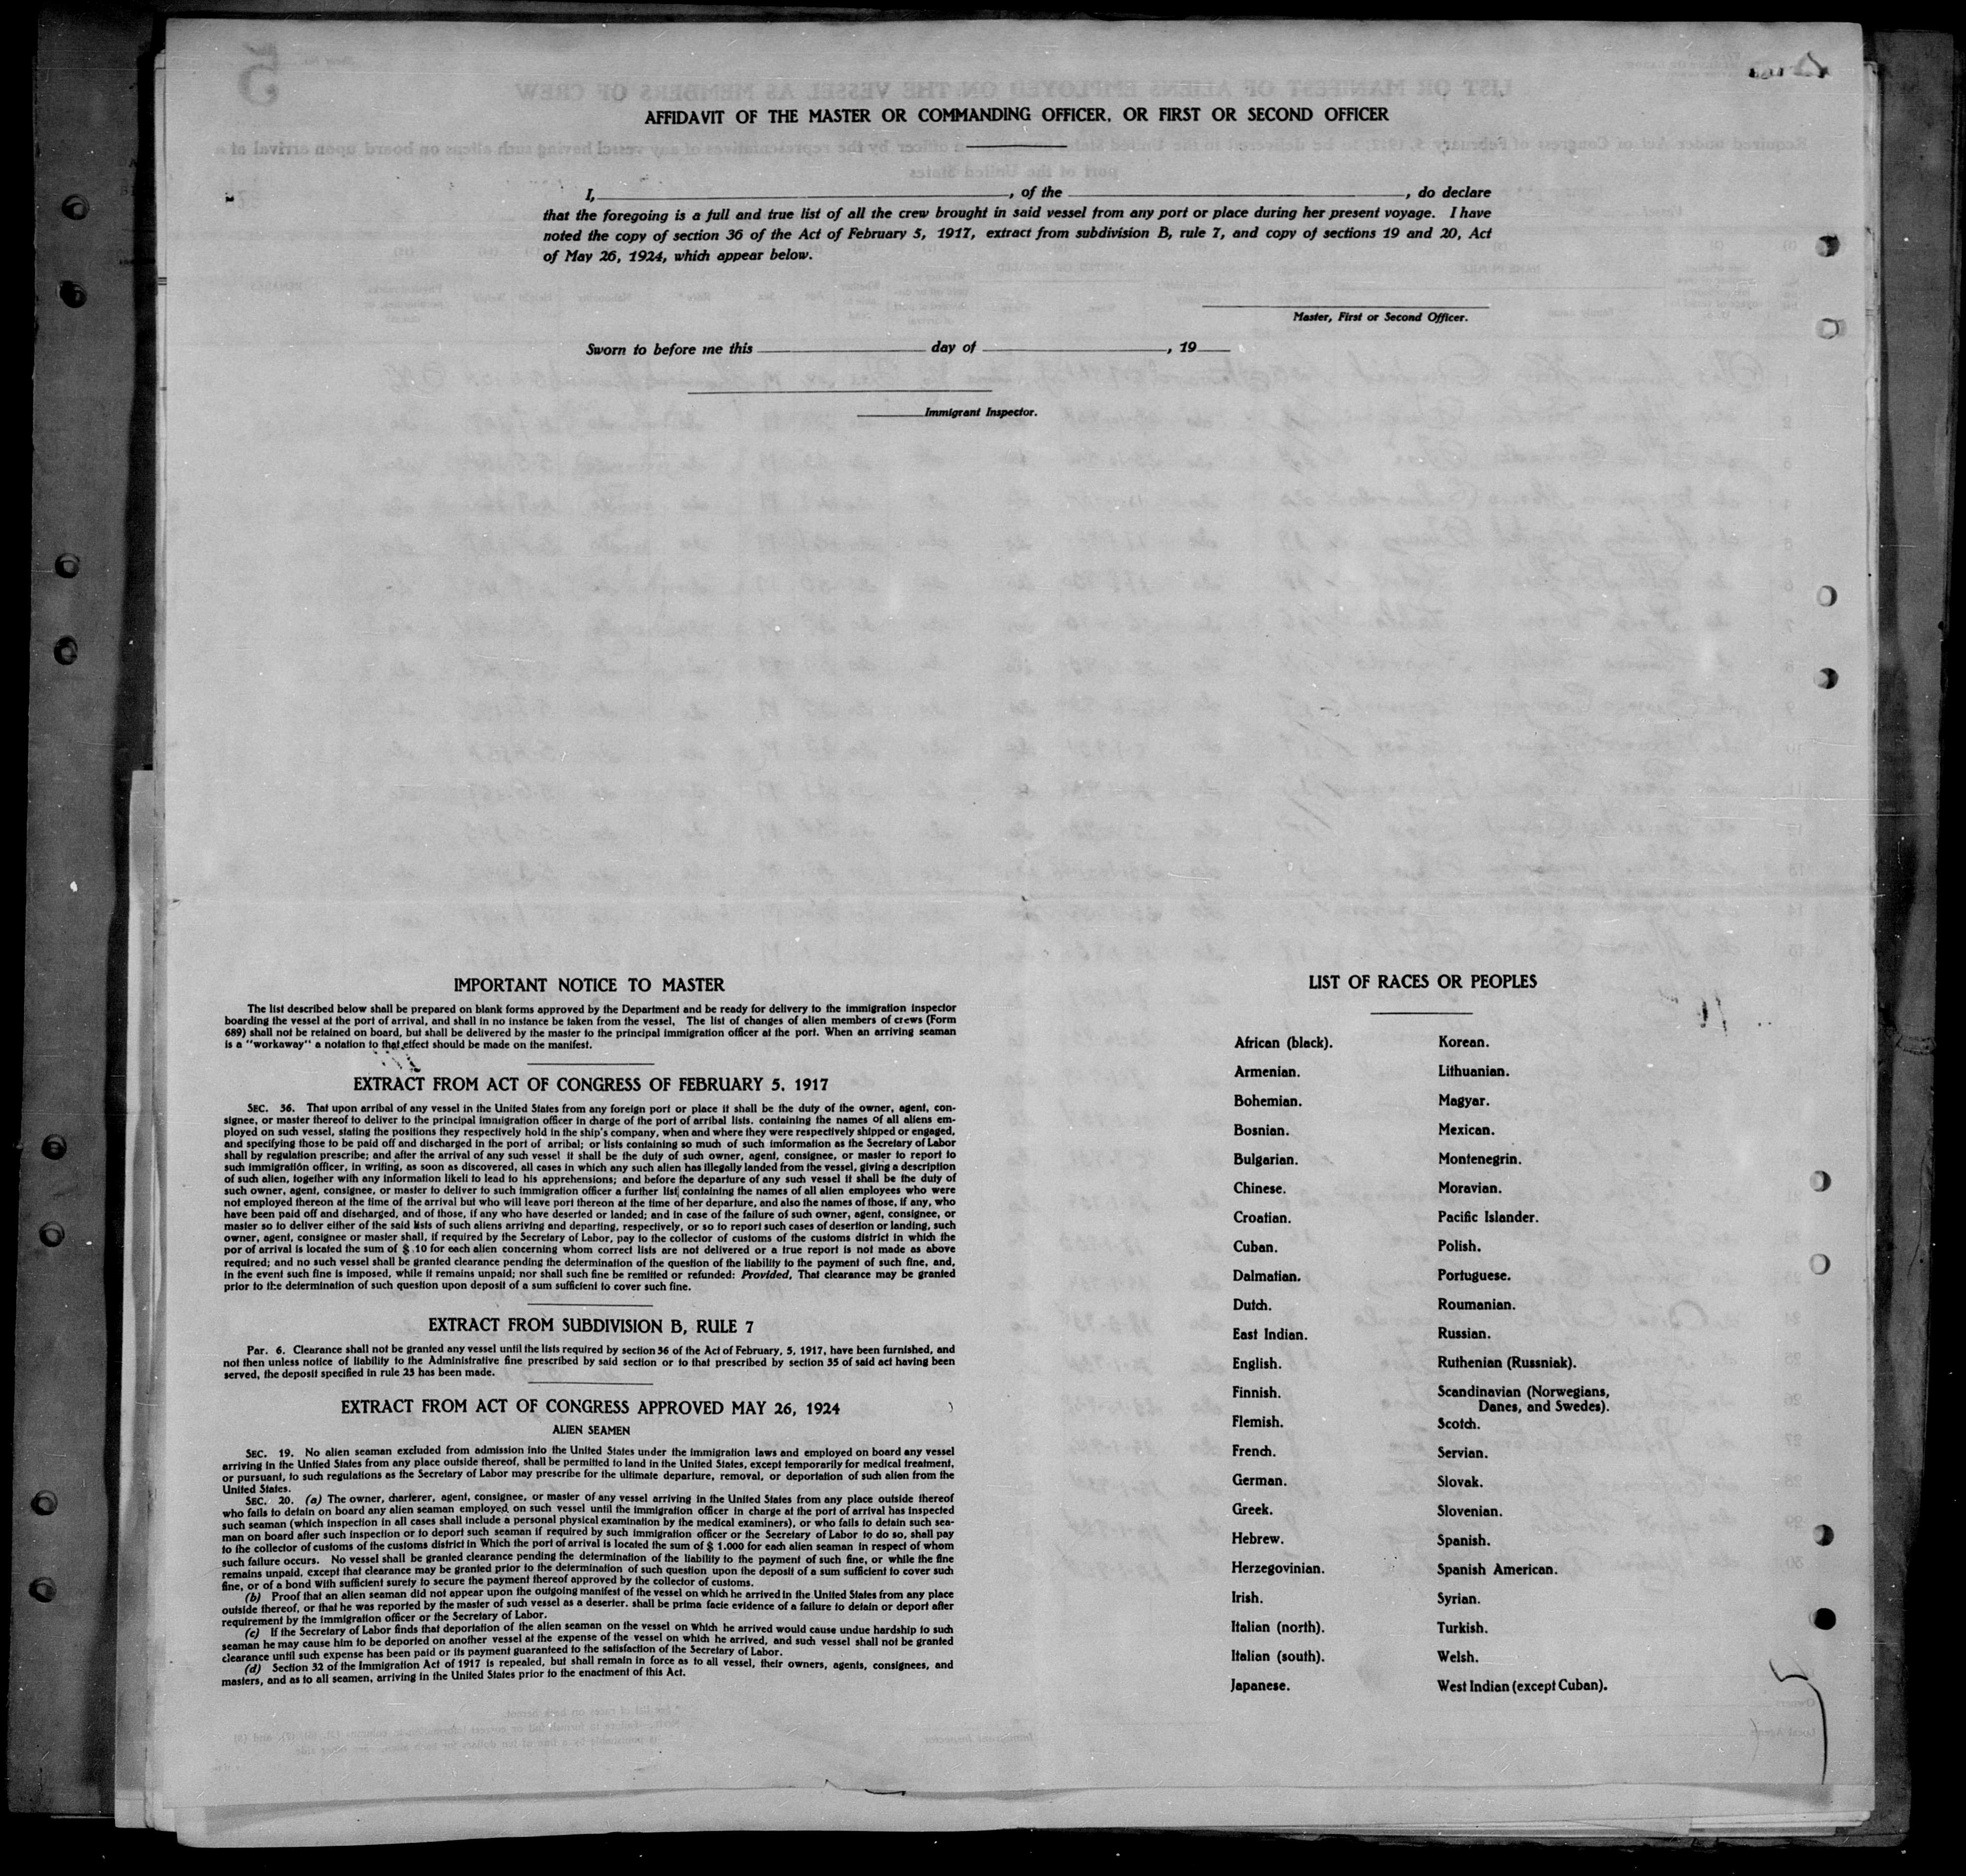 AFFIDAVIT OF THE MASTER OR COMMANDING OFFICER, OR FIRST OR SECOND OFFICER
I, , of the , do declare
that the foregoing is a full and true list of all the crew brought in said vessel from any port or place during her present voyage. I have
noted the copy of section 36 of the Act of February 5, 1917, extract from subdivision B, rule 7, and copy of sections 19 and 20, Act
of May 26, 1924, which appear below.
Master, First or Second Officer.
Sworn to before me this day of , 19
Immigrant Inspector.
IMPORTANT NOTICE TO MASTER
The list described below shall be prepared on blank forms approved by the Department and be ready for delivery to the immigration inspector
boarding the vessel at the port of arrival, and shall in no instance be taken from the vessel, The list of changes of alien members of crews (Form
689) shall not be retained on board, but shall be delivered by the master to the principal immigration officer at the port. When an arriving seaman
is a "workaway" a notation to that effect should be made on the manifest.
EXTRACT FROM ACT OF CONGRESS OF FEBRUARY 5, 1917
SEC. 36. That upon arribal of any vessel in the United States from any foreign port or place it shall be the duty of the owner, agent, con-
signee, or master thereof to deliver to the principal immigration officer in charge of the port of arribal lists. containing the names of all aliens em-
ployed on such vessel, stating the positions they respectively hold in the ship's company, when and where they were respectively shipped or engaged,
and specifying those to be paid off and discharged in the port of arribal; or lists containing so much of such imformation as the Secretary of Labor
shall by regulation prescribe; and after the arrival of any such vessel it shall be the duty of such owner, agent, consignee, or master to report to
such immigration officer, in writing, as soon as discovered, all cases in which any such alien has illegally landed from the vessel, giving a description
of such alien, together with any information likeli to lead to his apprehensions; and before the departure of any such vessel it shall be the duty of
such owner, agent, consignee, or master to deliver to such immigration officer a further list containing the names of all alien employees who were
not employed thereon at the time of the arrival but who will leave port thereon at the time of her departure, and also the names of those, if any, who
have been paid off and diseharged, and of those, if any who have deserted or landed; and in case of the failure of such owner, agent, consignee, or
master so to deliver either of the said lists of such aliens arriving and departing, respectively, or so to report such cases of desertion or landing, such
owner, agent, consignee or master shall, if required by the Secretary of Labor, pay to the collector of customs of the customs district in which the
por of arrival is located the sum of $ 10 for each alien concerning whom correct lists are not delivered or a true report is not made as above
required; and no such vessel shall be granted clearance pending the determination of the question of the liability to the payment of such fine, and,
in the event such fine is imposed, while it remains unpaid; nor shall such fine be remitted or refunded: Provided, That clearance may be granted
prior to the determination of such question upon deposit of a sum sufficient to cover such fine.
EXTRACT FROM SUBDIVISION B, RULE 7
Par. 6. Clearance shall not be granted any vessel until the lists required by section 36 of the Act of February, 5, 1917, have been furnished, and
not then unless notice of liability to the Administrative fine prescribed by said section or to that prescribed by section 35 of said act having been
served, the deposit specified in rule 23 has been made.
EXTRACT FROM ACT OF CONGRESS APPROVED MAY 26, 1924
ALIEN SEAMEN
SEC. 19. No alien seaman excluded from admission into the United States under the immigration laws and employed on board any vessel
arriving in the United States from any place outside thereof, shall be permitted to land in the United States, except temporarily for medical treatment,
or pursuant, to such regulations as the Secretary of Labor may prescribe for the ultimate departure, removal, or deportation of such alien from the
United States.
SEC. 20. (a) The owner, charterer, agent, consignee, or master of any vessel arriving in the United States from any place outside thereof
who fails to detain on board any alien seaman employed on such vessel until the immigration officer in charge at the port of arrival has inspected
such seaman (which inspection in all cases shall include a personal physical examination by the medical examiners), or who fails to detain such sea-
man on board after such inspection or to deport such seaman if required by such immigration officer or the Secretary of Labor to do so, shall pay
to the collector of customs of the customs district in Which the port of arrival is located the sum of $ 1.000 for each alien seaman in respect of whom
such failure occurs. No vessel shall be granted clearance pending the determination of the liability to the payment of such fine, or while the fine
remains unpaid, except that clearance may be granted prior to the determination of such question upon the deposit of a sum sufficient to cover such
fine, or of a bond with sufficient surety to secure the payment thereof approved by the collector of customs.
(b) Proof that an alien seaman did not appear upon the outgoing manifest of the vessel on which he arrived in the United States from any place
outside thereof, or that he was reported by the master of such vessel as a deserter. shall be prima facie evidence of a failure to detain or deport after
requirement by the immigration officer or the Secretary of Labor.
(c) If the Secretary of Labor finds that deportation of the alien seaman on the vessel on which he arrived would cause undue hardship to such
seaman he may cause him to be deported on another vessel at the expense of the vessel on which he arrived, and such vessel shall not be granted
clearance until such expense has been paid or its payment guaranteed to the satisfaction of the Secretary of Labor.
(d) Section 32 of the Immigration Act of 1917 is repealed, but shall remain in force as to all vessel, their owners, agents, consignees, and
masters, and as to all seamen, arriving in the United States prior to the enactment of this Act.
LIST OF RACES OR PEOPLES
African (black).
Armenian.
Bohemian.
Bosnian.
Bulgarian.
Chinese.
Croatian.
Cuban.
Dalmatian.
Dutch.
East Indian.
English.
Finnish.
Flemish.
French.
German.
Greek.
Hebrew.
Herzegovinian.
Irish.
Italian (north).
Italian (south).
Japanese.
Korean.
Lithuanian.
Magyar.
Mexican.
Montenegrin.
Moravian.
Pacific Islander.
Polish.
Portuguese.
Roumanian.
Russian.
Ruthenian (Russniak).
Scandinavian (Norwegians,
Danes, and Swedes).
Scotch.
Servian.
Slovak.
Slovenian.
Spanish.
Spanish American.
Syrian.
Turkish.
Welsh.
West Indian (except Cuban).